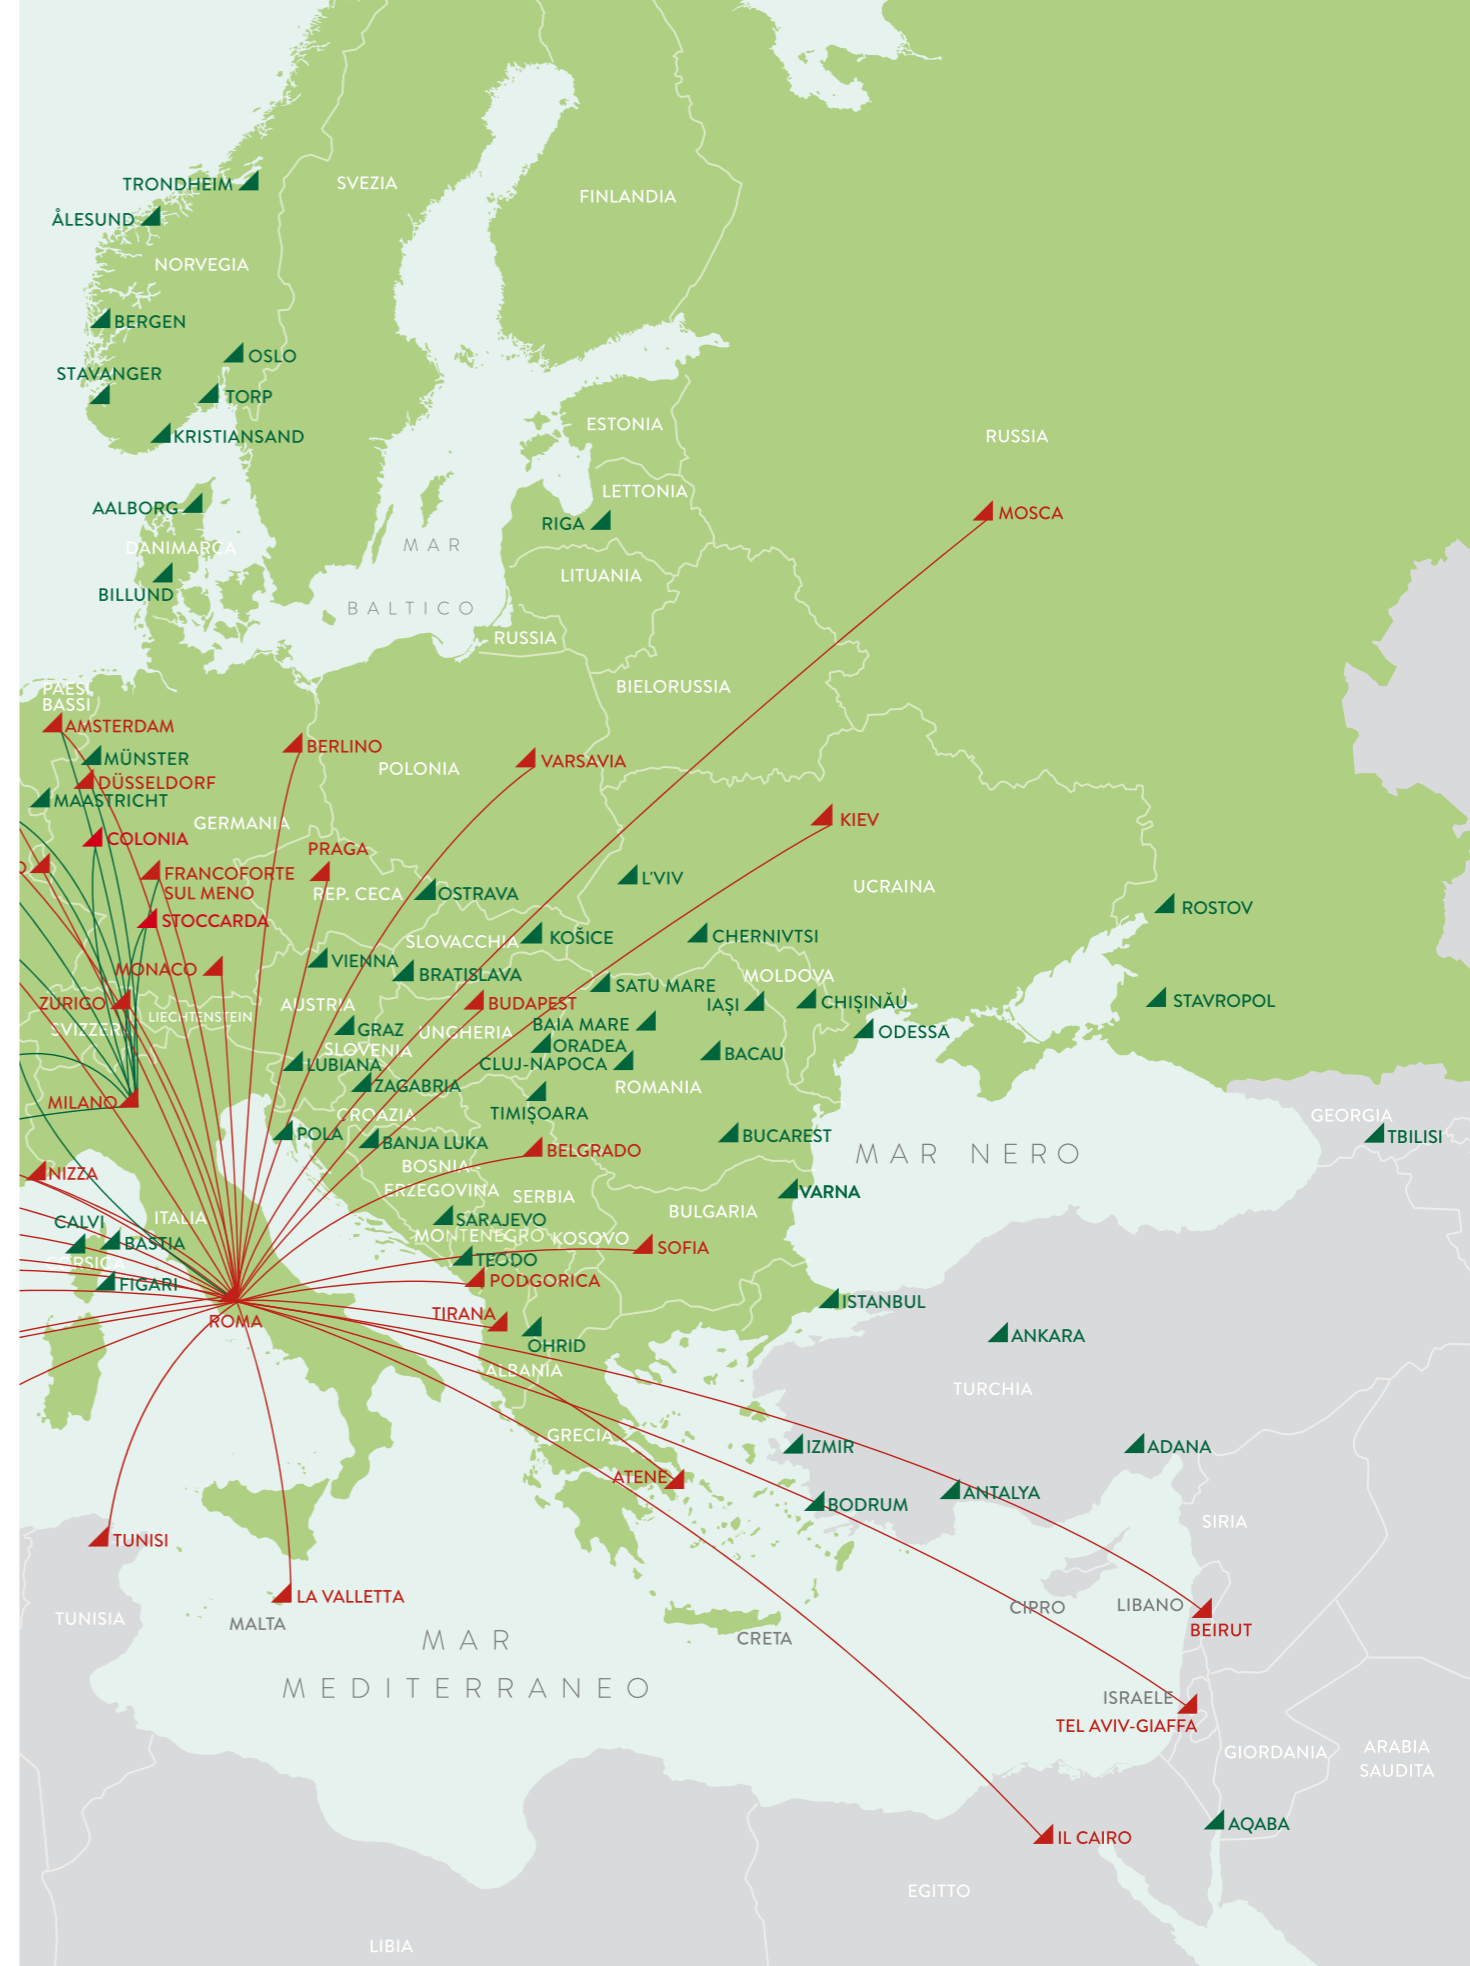 TRONDHEIM
SVEZIA
FINLANDIA
ÅLESUND
NORVEGIA
BERGEN
OSLO
STAVANGER
TORP
ESTONIA
KRISTIANSAND
RUSSIA
LETTONIA
AALBORG
RIGA
MOSCA
DANIMARCA
MAR
BALTICO
LITUANIA
BILLUND
RUSSIA
PAESI
BASSI
BIELORUSSIA
AMSTERDAM
BERLINO
MÜNSTER
POLONIA
VARSAVIA
DÜSSELDORF
MAASTRICHT
GERMANIA
KIEV
COLONIA
PRAGA
FRANCOFORTE
SUL MENO
REP. CECA
OSTRAVA
L'VIV
UCRAINA
ROSTOV
STOCCARDA
SLOVACCHIA
KOŠICE
CHERNIVTSI
MONACO
VIENNA
BRATISLAVA
MOLDOVA
SATU MARE
ZURIGO
LIECHTENSTEIN
AUSTRIA
BUDAPEST
IAȘI
CHIȘINĂU
STAVROPOL
SVIZZERA
GRAZ
UNGHERIA
BAIA MARE
ODESSA
SLOVENIA
ORADEA
LUBIANA
CLUJ-NAPOCA
BACAU
ZAGABRIA
ROMANIA
MILANO
CROAZIA
TIMIȘOARA
GEORGIA
POLA
BANJA LUKA
BUCAREST
TBILISI
BELGRADO
MAR NERO
NIZZA
BOSNIA
ERZEGOVINA
SERBIA
VARNA
CALVI
ITALIA
SARAJEVO
BULGARIA
BASTIA
MONTENEGRO
KOSOVO
SOFIA
CORSICA
TEODO
FIGARI
PODGORICA
ISTANBUL
ROMA
TIRANA
OHRID
ANKARA
ALBANIA
TURCHIA
GRECIA
IZMIR
ADANA
ATENE
BODRUM
ANTALYA
SIRIA
TUNISI
LA VALLETTA
CIPRO
LIBANO
TUNISIA
MALTA
CRETA
BEIRUT
MAR
MEDITERRANEO
ISRAELE
TEL AVIV-GIAFFA
GIORDANIA
ARABIA
SAUDITA
IL CAIRO
AQABA
EGITTO
LIBIA